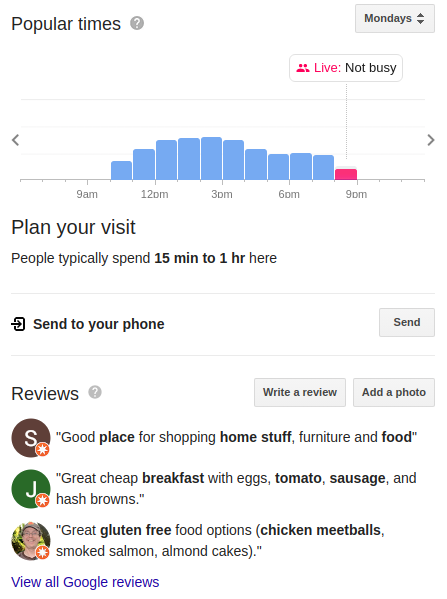 Popular times ?
Mondays
Live: Not busy
9am 12pm 3pm 6pm 9pm
Plan your visit
People typically spend 15 min to 1 hr here
Send to your phone
Send
Reviews ?
Write a review
Add a photo
S
"Good place for shopping home stuff, furniture and food"
J
"Great cheap breakfast with eggs, tomato, sausage, and
hash browns."
"Great gluten free food options (chicken meetballs,
smoked salmon, almond cakes)."
View all Google reviews